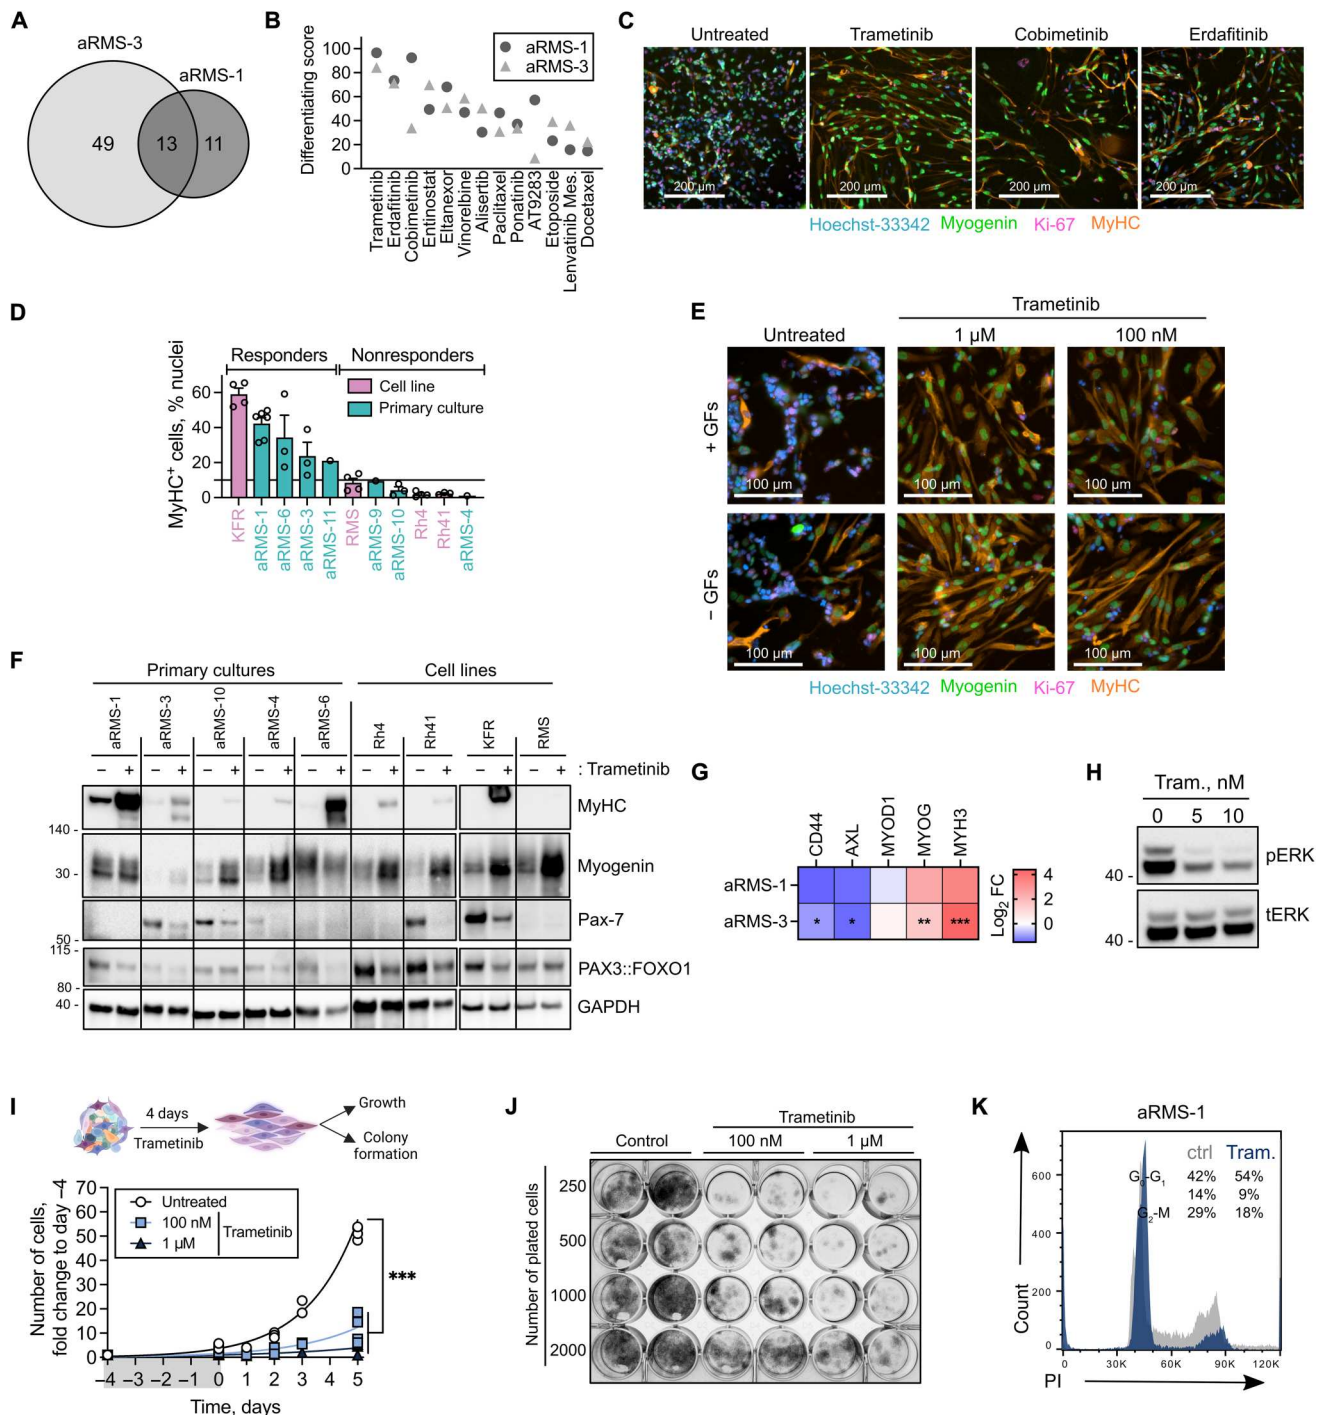 A
aRMS-3
aRMS-1
49
13
11
B
Differentiating score
100
80
60
40
20
0
aRMS-1
aRMS-3
Trametinib
Erdafitinib
Cobimetinib
Entinostat
Eltanexor
Vinorelbine
Alisertib
Paclitaxel
Ponatinib
AT9283
Etoposide
Lenvatinib Mes.
Docetaxel
C
Untreated
Trametinib
Cobimetinib
Erdafitinib
200 μm
200 μm
200 μm
200 μm
Hoechst-33342 Myogenin Ki-67 MyHC
D
MyHC+ cells, % nuclei
60
40
20
0
Responders
Nonresponders
Cell line
Primary culture
KFR
aRMS-1
aRMS-6
aRMS-3
aRMS-11
RMS
aRMS-9
aRMS-10
Rh4
Rh41
aRMS-4
E
Trametinib
Untreated
1 μM
100 nM
+ GFs
100 μm
100 μm
100 μm
− GFs
100 μm
100 μm
100 μm
Hoechst-33342 Myogenin Ki-67 MyHC
F
Primary cultures
Cell lines
aRMS-1
aRMS-3
aRMS-10
aRMS-4
aRMS-6
Rh4
Rh41
KFR
RMS
− + − + − + − + − + − + − + − + − + : Trametinib
MyHC
140 -
Myogenin
30 -
Pax-7
50 -
115 -
PAX3::FOXO1
80 -
40 -
GAPDH
G
CD44
AXL
MYOD1
MYOG
MYH3
aRMS-1
aRMS-3
* * ** ***
Log2 FC
4
2
0
H
Tram., nM
0 5 10
pERK
40 -
tERK
40 -
I
4 days
Trametinib
Growth
Colony
formation
Number of cells,
fold change to day −4
70
60
50
40
30
20
10
0
Untreated
100 nM
1 μM
Trametinib
***
−4 −3 −2 −1 0 1 2 3 4 5
Time, days
J
Trametinib
Control
100 nM
1 μM
Number of plated cells
250
500
1000
2000
K
aRMS-1
ctrl Tram.
G0-G1 42% 54%
14% 9%
G2-M 29% 18%
Count
600
400
200
0
0 30K 60K 90K 120K
PI